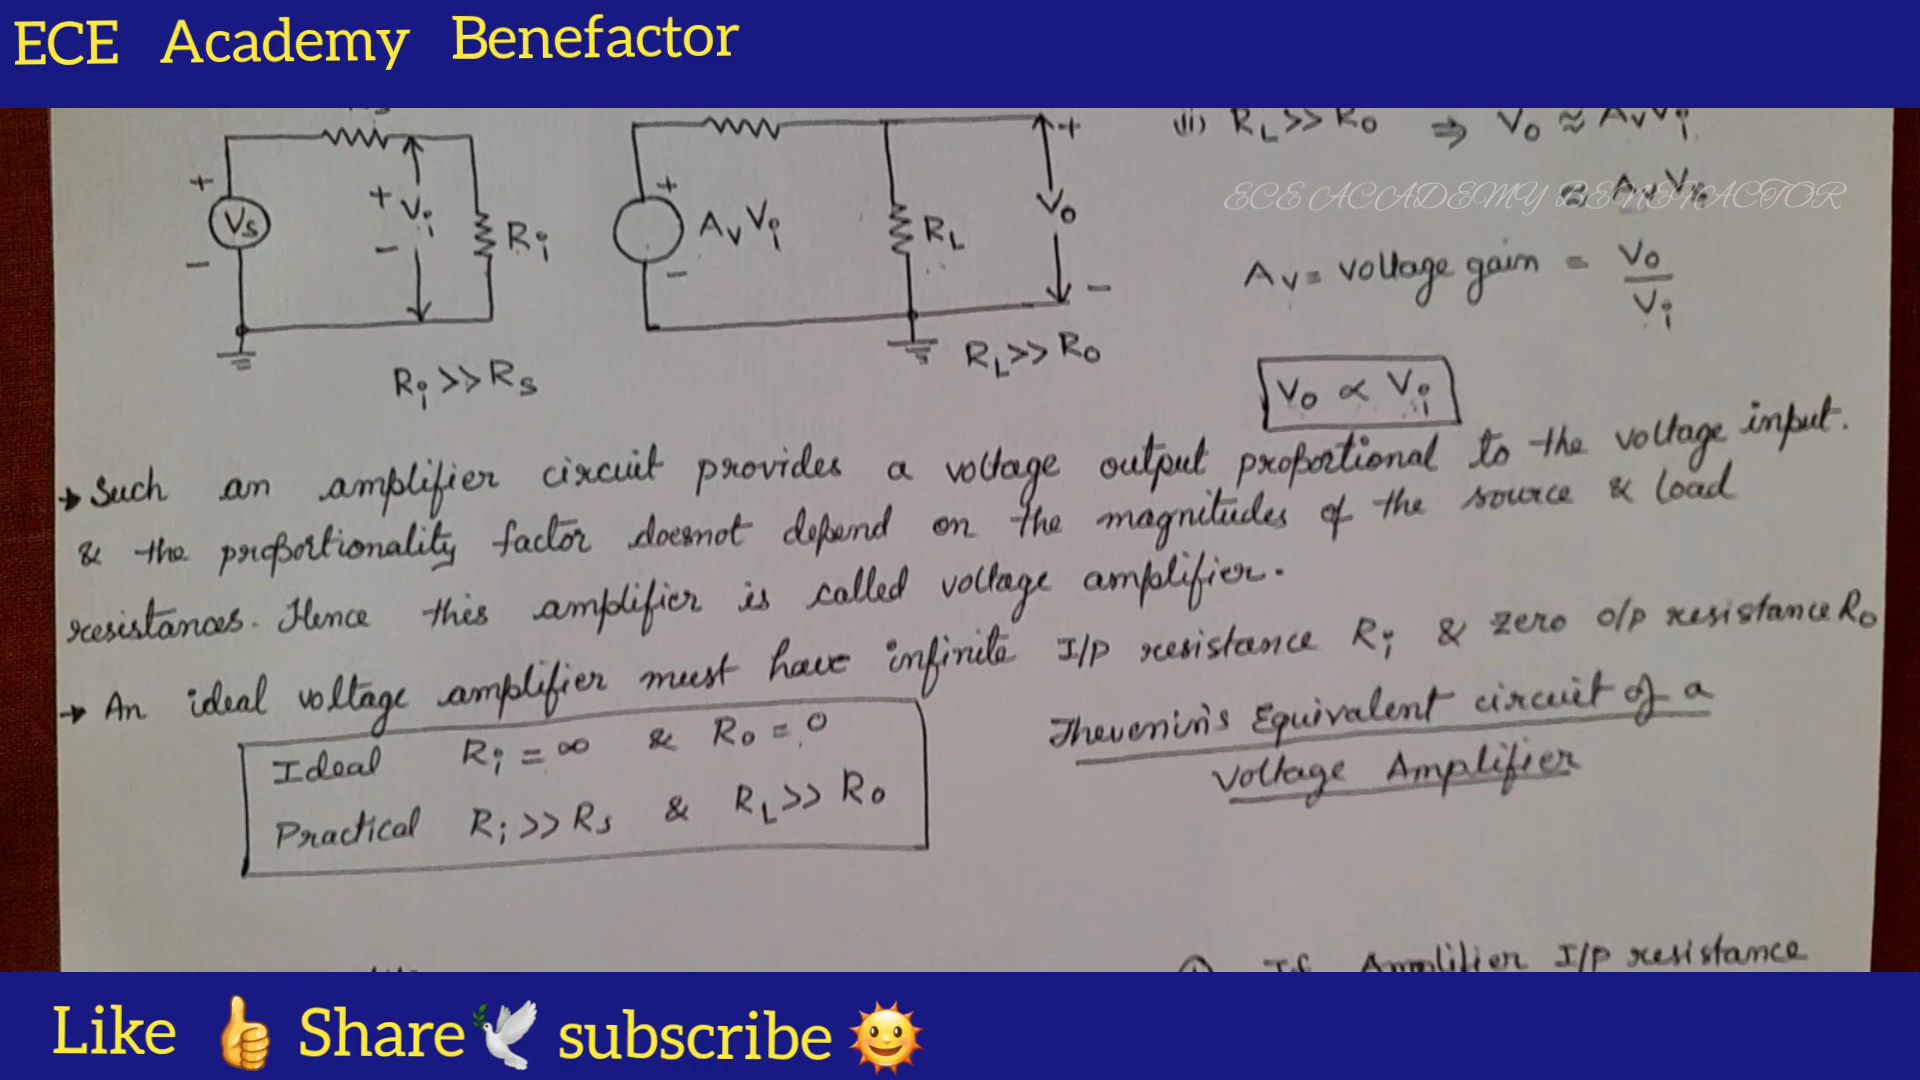 ECE Academy Benefactor
(ii) RL >> Ro ⇒ Vo ≈ AvVi
ECE ACCADEMY BENEFACTOR
+ Vs -
+ Vi -
Ri
Ri >> Rs
+ - AvVi
RL
+ Vo -
RL >> Ro
Av = voltage gain = Vo/Vi
Vo ∝ Vi
→ Such an amplifier circuit provides a voltage output proportional to the voltage input.
& the proportionality factor doesnot depend on the magnitudes of the source & load
resistances. Hence this amplifier is called voltage amplifier.
→ An ideal voltage amplifier must have infinite I/p resistance Ri & zero o/p resistance Ro
Ideal Ri = ∞ & Ro = 0
Practical Ri >> Rs & RL >> Ro
Thevenin's Equivalent circuit of a
Voltage Amplifier
If Amplifier I/p resistance
Like 👍 Share 🕊 subscribe 🌞